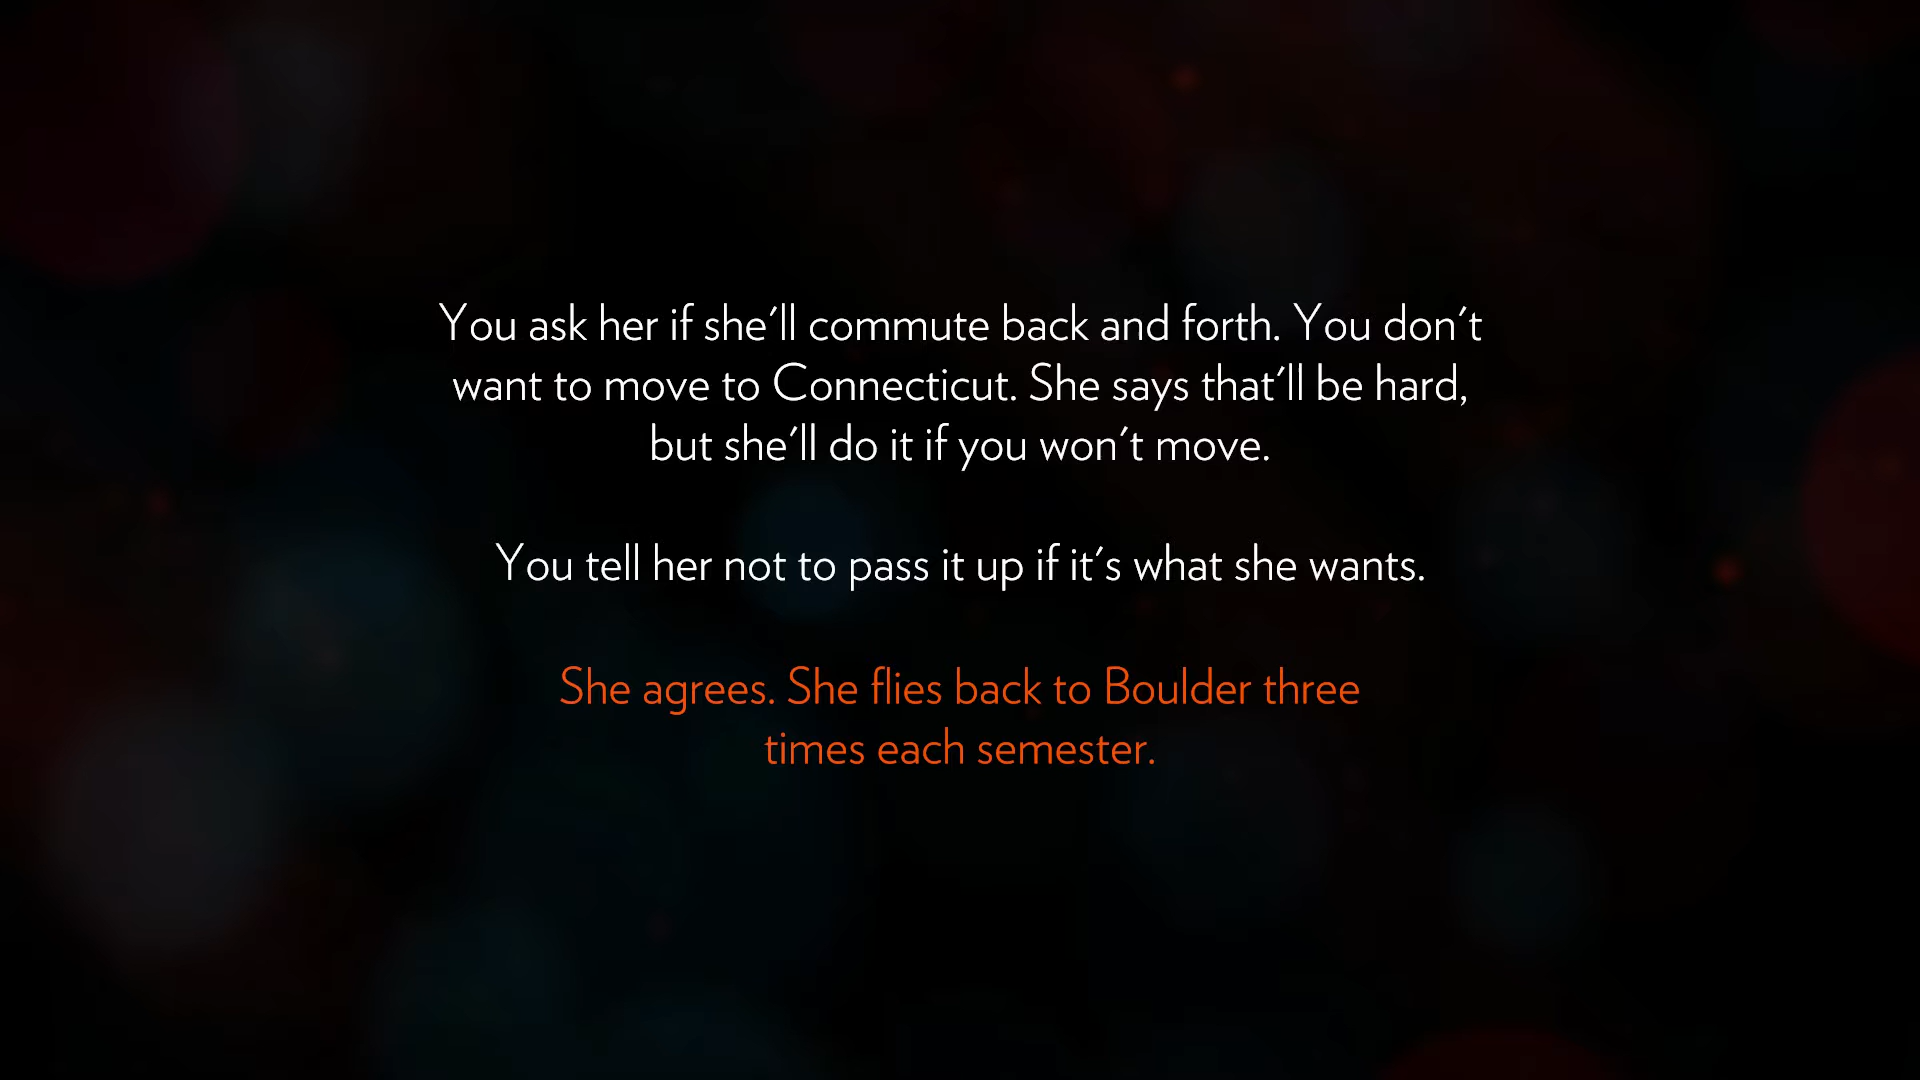 You ask her if she'll commute back and forth. You don't
want to move to Connecticut. She says that'll be hard,
but she'll do it if you won't move.
You tell her not to pass it up if it's what she wants.
She agrees. She flies back to Boulder three
times each semester.